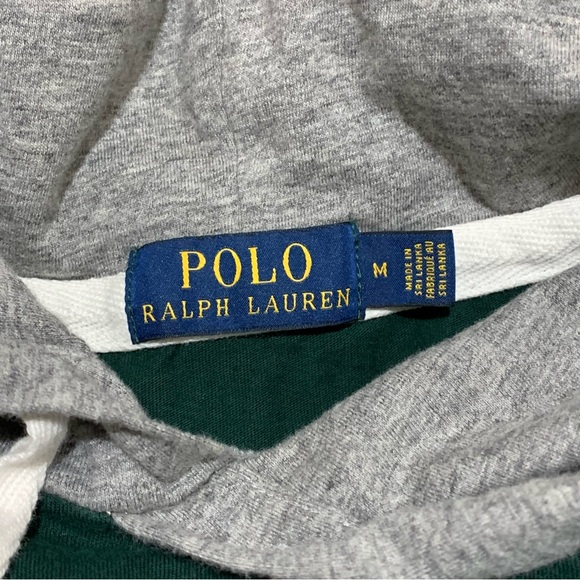 POLO
RALPH LAUREN
M
MADE IN
SRI LANKA
FABRIQUÉ AU
SRI LANKA